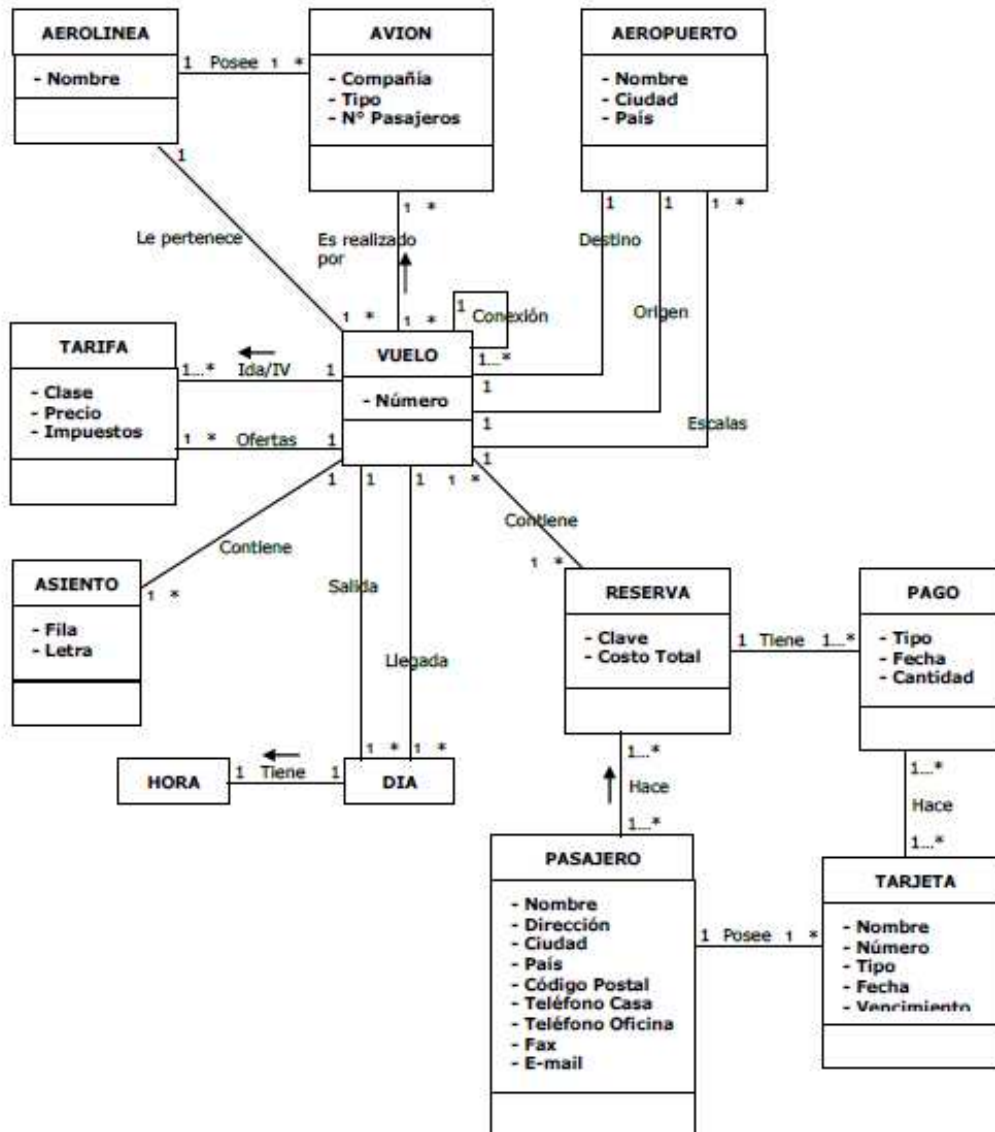 AEROLINEA
- Nombre
1 Posee 1 *
AVION
- Compañía
- Tipo
- N° Pasajeros
AEROPUERTO
- Nombre
- Ciudad
- País
1
1 *
1
1
1 *
Le pertenece
Es realizado
por
Destino
Origen
Escalas
1 *
1 *
1
Conexión
1...*
TARIFA
- Clase
- Precio
- Impuestos
1...* Ida/IV 1
1 * Ofertas 1
VUELO
- Número
1
1
1
1
1
1
1 *
Contiene
Salida
Llegada
Contiene
1 *
1 *
ASIENTO
- Fila
- Letra
RESERVA
- Clave
- Costo Total
1 Tiene 1...*
PAGO
- Tipo
- Fecha
- Cantidad
1 *
1 *
HORA
1 Tiene 1
DIA
1...*
Hace
1...*
1...*
Hace
1...*
PASAJERO
- Nombre
- Dirección
- Ciudad
- País
- Código Postal
- Teléfono Casa
- Teléfono Oficina
- Fax
- E-mail
1 Posee 1 *
TARJETA
- Nombre
- Número
- Tipo
- Fecha
- Vencimiento